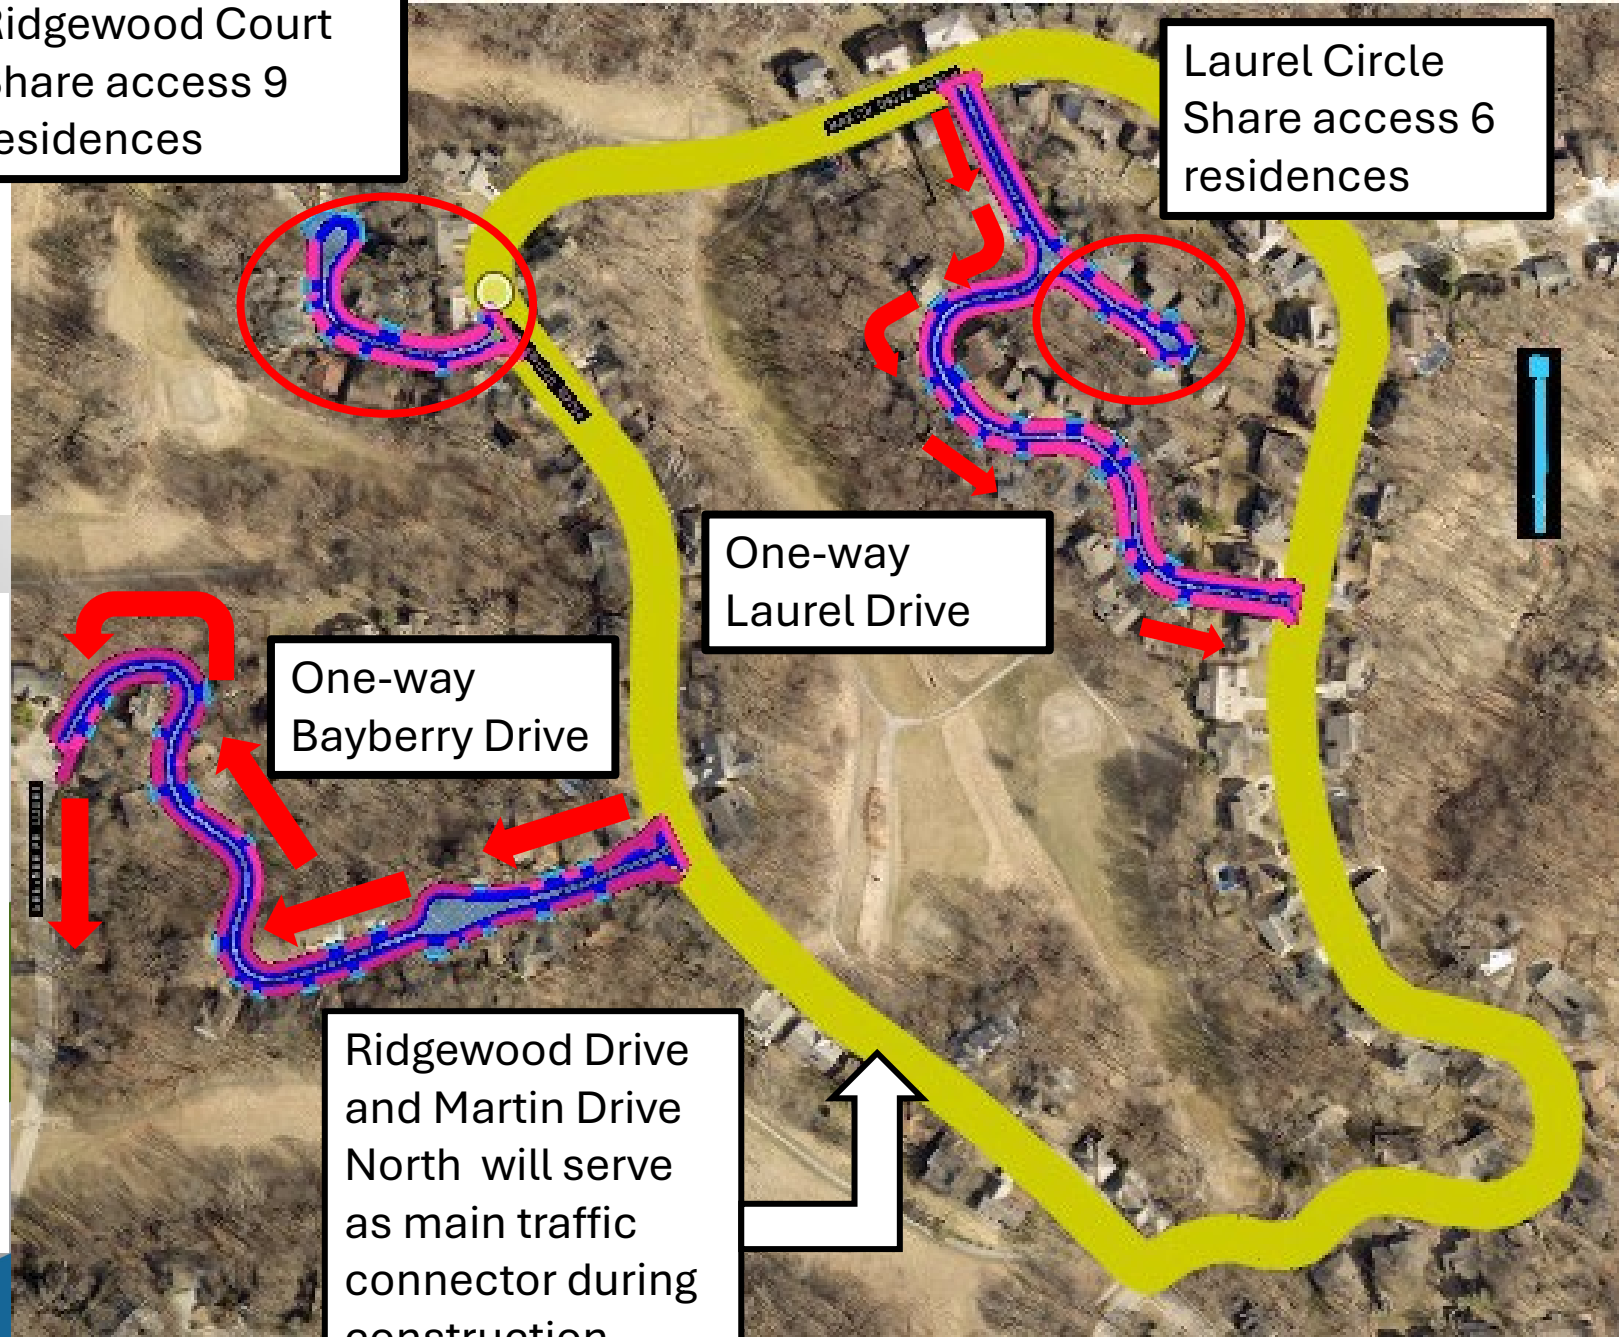 idgewood Court
hare access 9
esidences
Laurel Circle
Share access 6
residences
One-way
Laurel Drive
One-way
Bayberry Drive
Ridgewood Drive
and Martin Drive
North will serve
as main traffic
connector during
construction